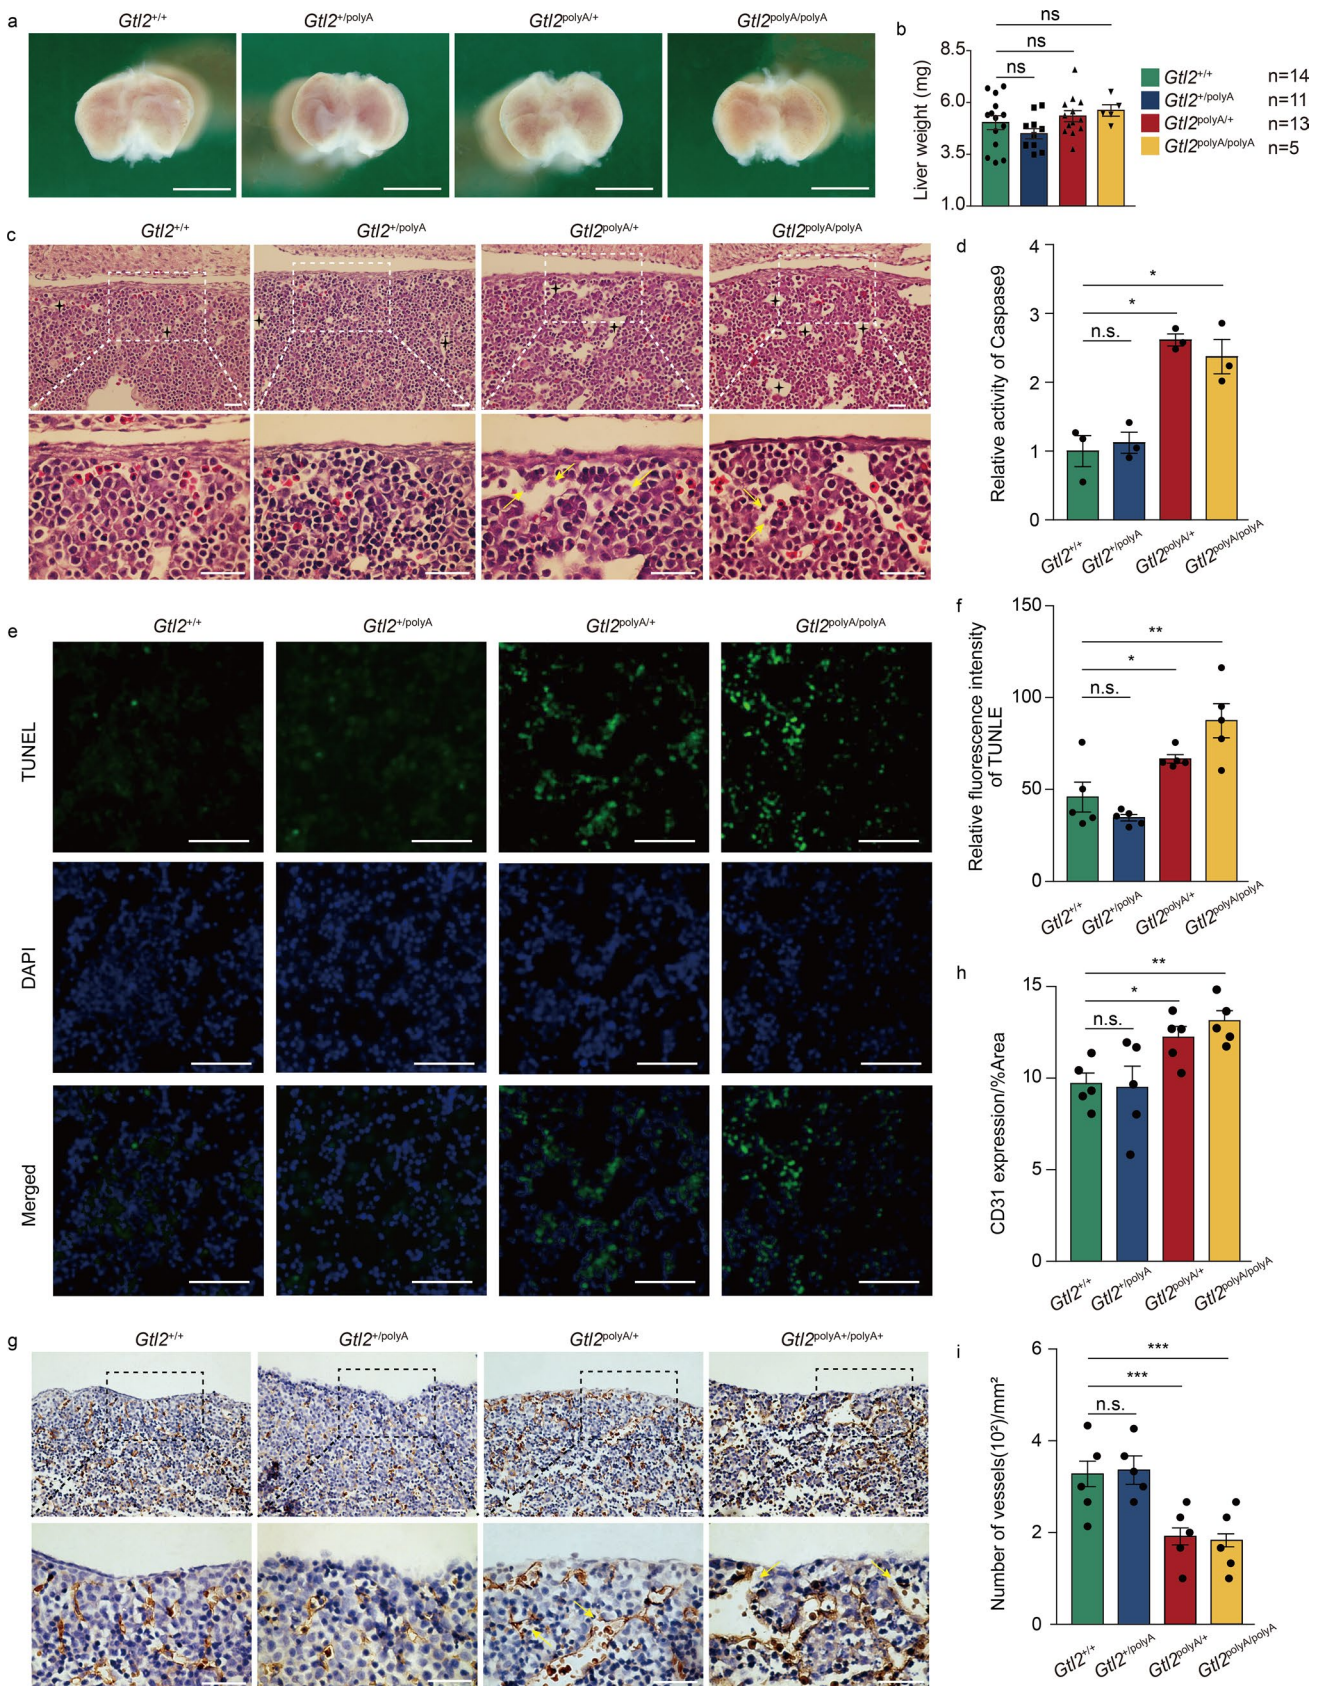 a
Gtl2+/+
Gtl2+/polyA
Gtl2polyA/+
Gtl2polyA/polyA
b
Liver weight (mg)
8.5
6.0
3.5
1.0
ns
ns
ns
Gtl2+/+ n=14
Gtl2+/polyA n=11
Gtl2polyA/+ n=13
Gtl2polyA/polyA n=5
c
Gtl2+/+
Gtl2+/polyA
Gtl2polyA/+
Gtl2polyA/polyA
d
Relative activity of Caspase9
4
3
2
1
0
*
*
n.s.
Gtl2+/+
Gtl2+/polyA
Gtl2polyA/+
Gtl2polyA/polyA
e
Gtl2+/+
Gtl2+/polyA
Gtl2polyA/+
Gtl2polyA/polyA
TUNEL
DAPI
Merged
f
Relative fluorescence intensity
of TUNLE
150
100
50
0
**
*
n.s.
Gtl2+/+
Gtl2+/polyA
Gtl2polyA/+
Gtl2polyA/polyA
h
CD31 expression/%Area
15
10
5
0
**
*
n.s.
Gtl2+/+
Gtl2+/polyA
Gtl2polyA/+
Gtl2polyA/polyA
g
Gtl2+/+
Gtl2+/polyA
Gtl2polyA/+
Gtl2polyA+/polyA+
i
Number of vessels(10²)/mm²
6
4
2
0
***
***
n.s.
Gtl2+/+
Gtl2+/polyA
Gtl2polyA/+
Gtl2polyA/polyA